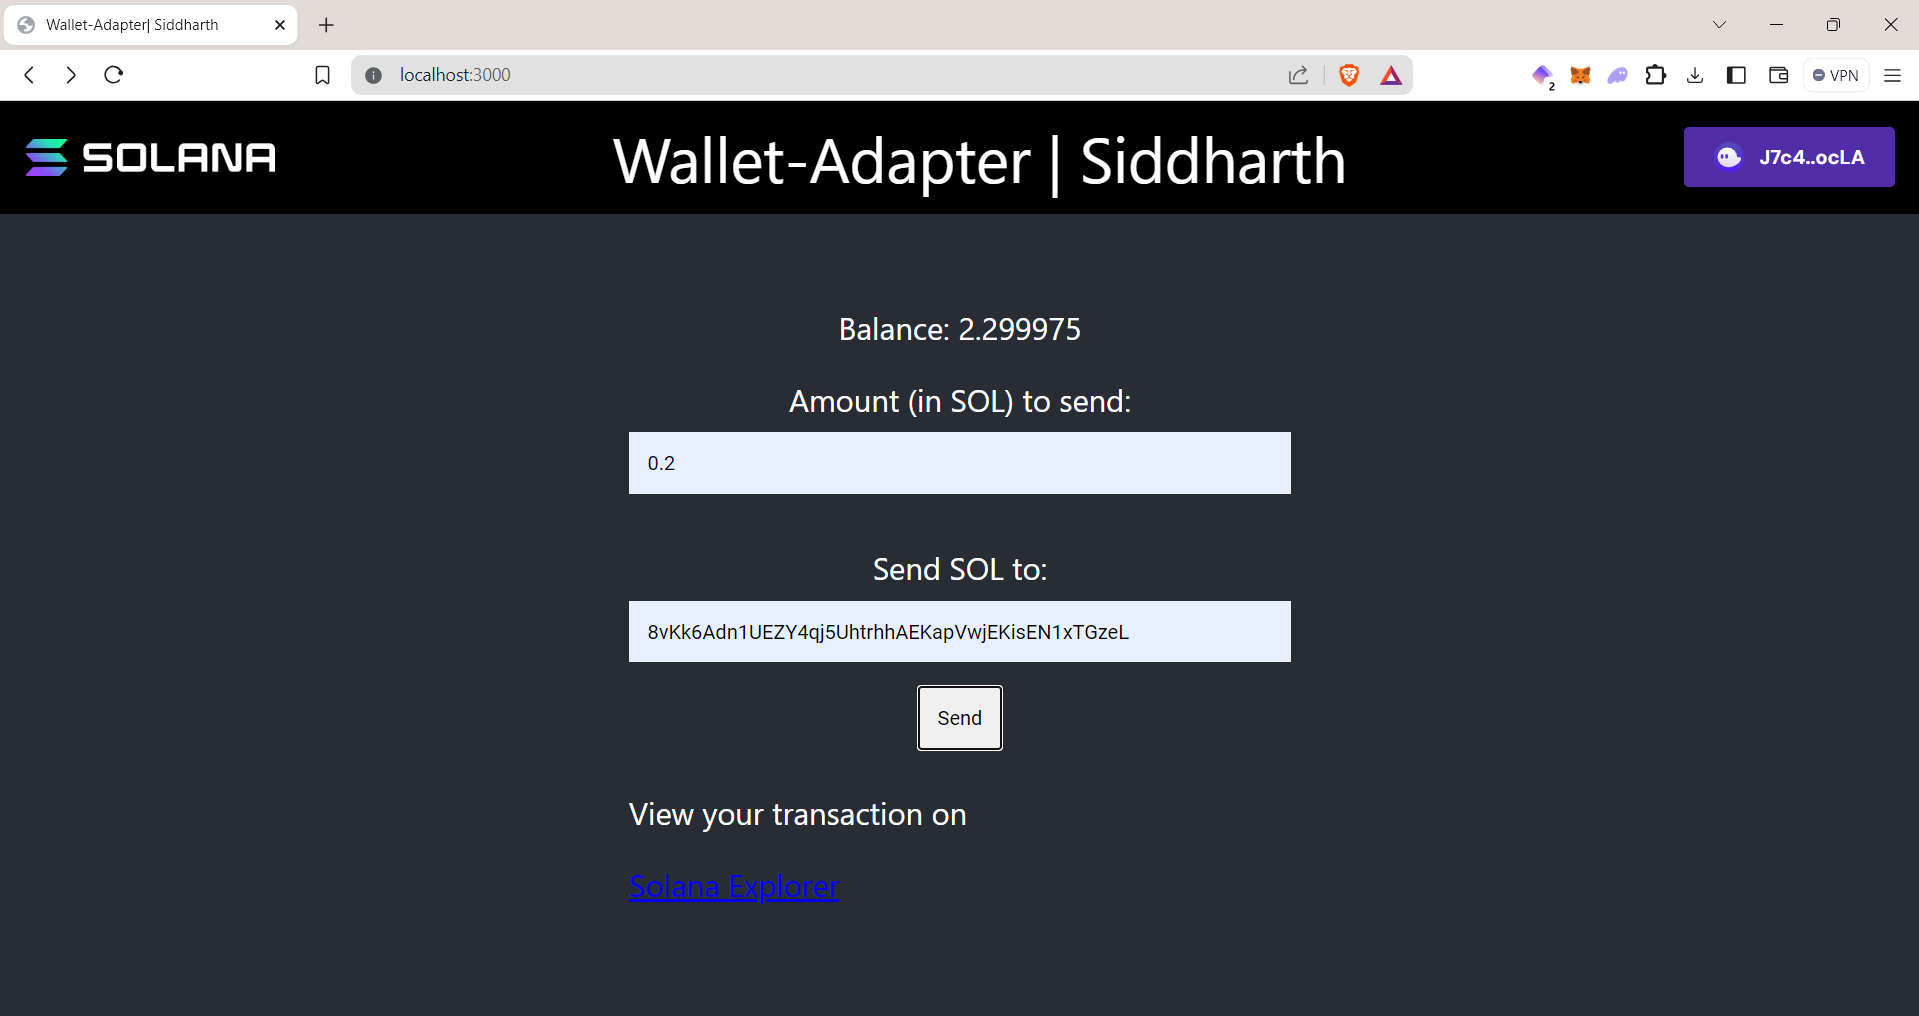 Wallet-Adapter| Siddharth
localhost:3000
2
VPN
SOLANA
Wallet-Adapter | Siddharth
J7c4..ocLA
Balance: 2.299975
Amount (in SOL) to send:
0.2
Send SOL to:
8vKk6Adn1UEZY4qj5UhtrhhAEKapVwjEKisEN1xTGzeL
Send
View your transaction on
Solana Explorer